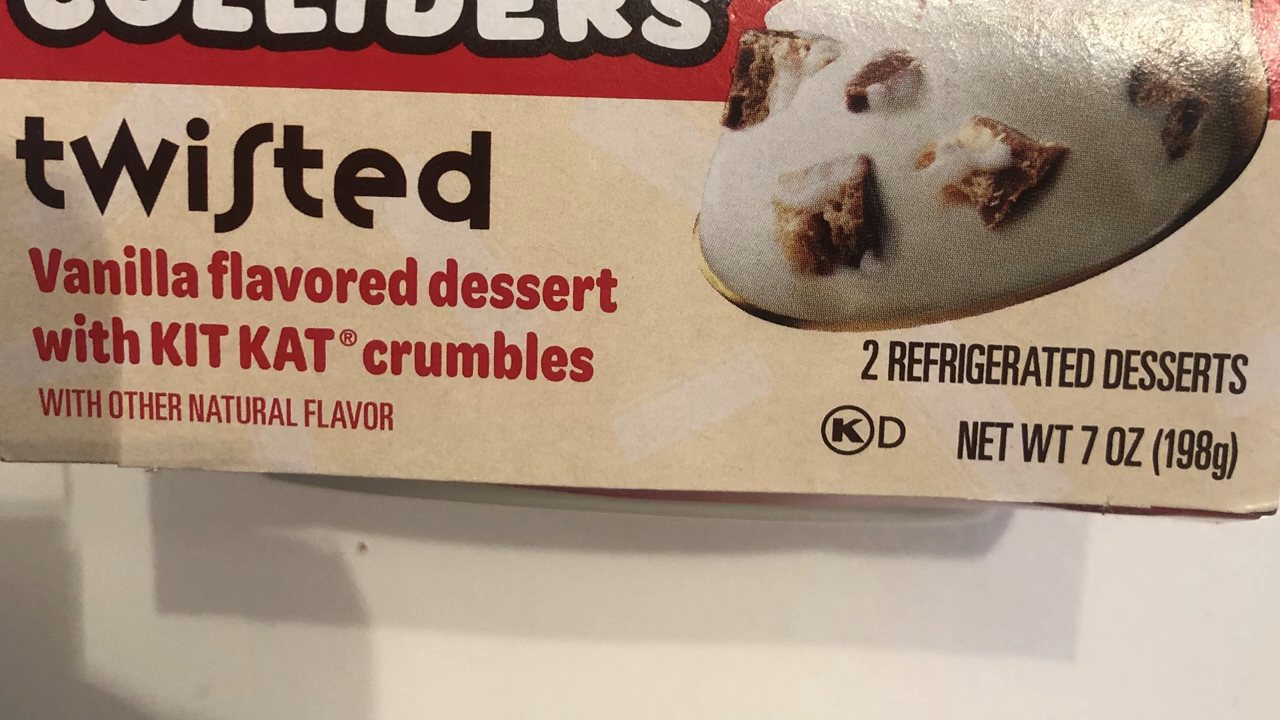 COLLIDERS
twisted
Vanilla flavored dessert
with KIT KAT® crumbles
WITH OTHER NATURAL FLAVOR
2 REFRIGERATED DESSERTS
K D
NET WT 7 OZ (198g)